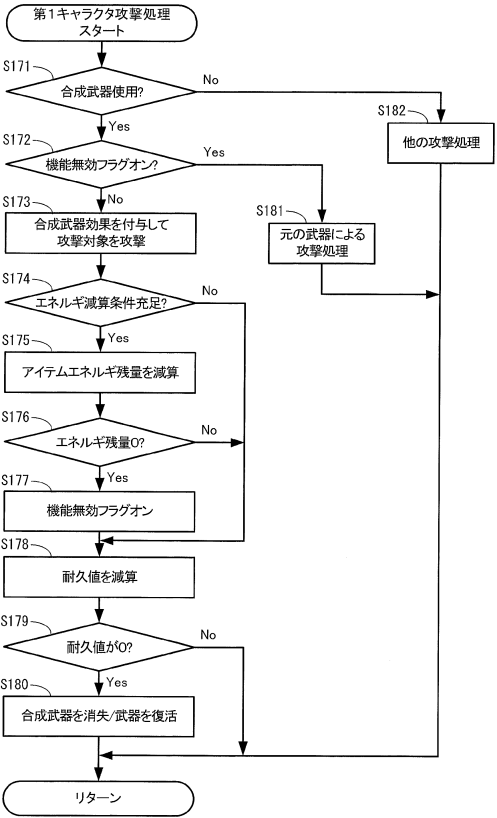 第1キャラクタ攻撃処理
スタート
S171
合成武器使用?
No
Yes
S182
他の攻撃処理
S172
機能無効フラグオン?
Yes
No
S173
合成武器効果を付与して
攻撃対象を攻撃
S181
元の武器による
攻撃処理
S174
エネルギ減算条件充足?
No
Yes
S175
アイテムエネルギ残量を減算
S176
エネルギ残量0?
No
Yes
S177
機能無効フラグオン
S178
耐久値を減算
S179
耐久値が0?
No
Yes
S180
合成武器を消失/武器を復活
リターン